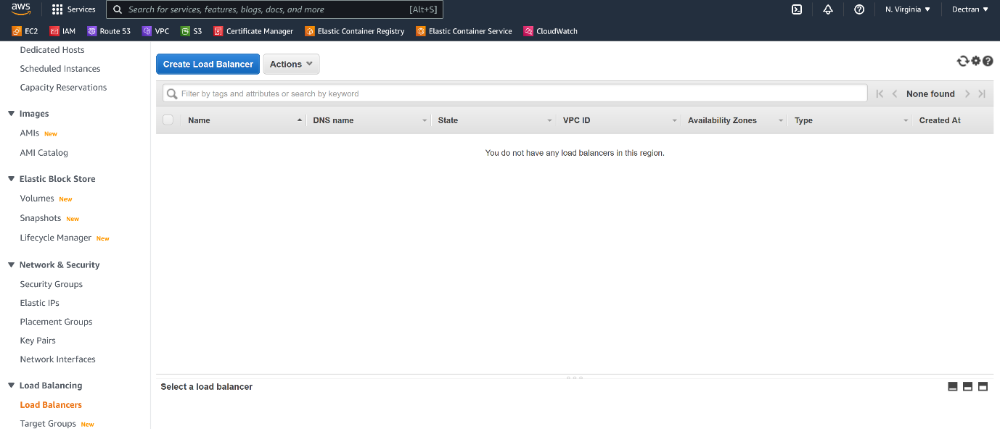 aws Services Search for services, features, blogs, docs, and more [Alt+S] N. Virginia ▼ Dectran ▼
EC2 IAM Route 53 VPC S3 Certificate Manager Elastic Container Registry Elastic Container Service CloudWatch
Dedicated Hosts
Scheduled Instances
Capacity Reservations
Images
AMIs New
AMI Catalog
Elastic Block Store
Volumes New
Snapshots New
Lifecycle Manager New
Network & Security
Security Groups
Elastic IPs
Placement Groups
Key Pairs
Network Interfaces
Load Balancing
Load Balancers
Target Groups New
Create Load Balancer Actions
Filter by tags and attributes or search by keyword None found
Name DNS name State VPC ID Availability Zones Type Created At
You do not have any load balancers in this region.
Select a load balancer